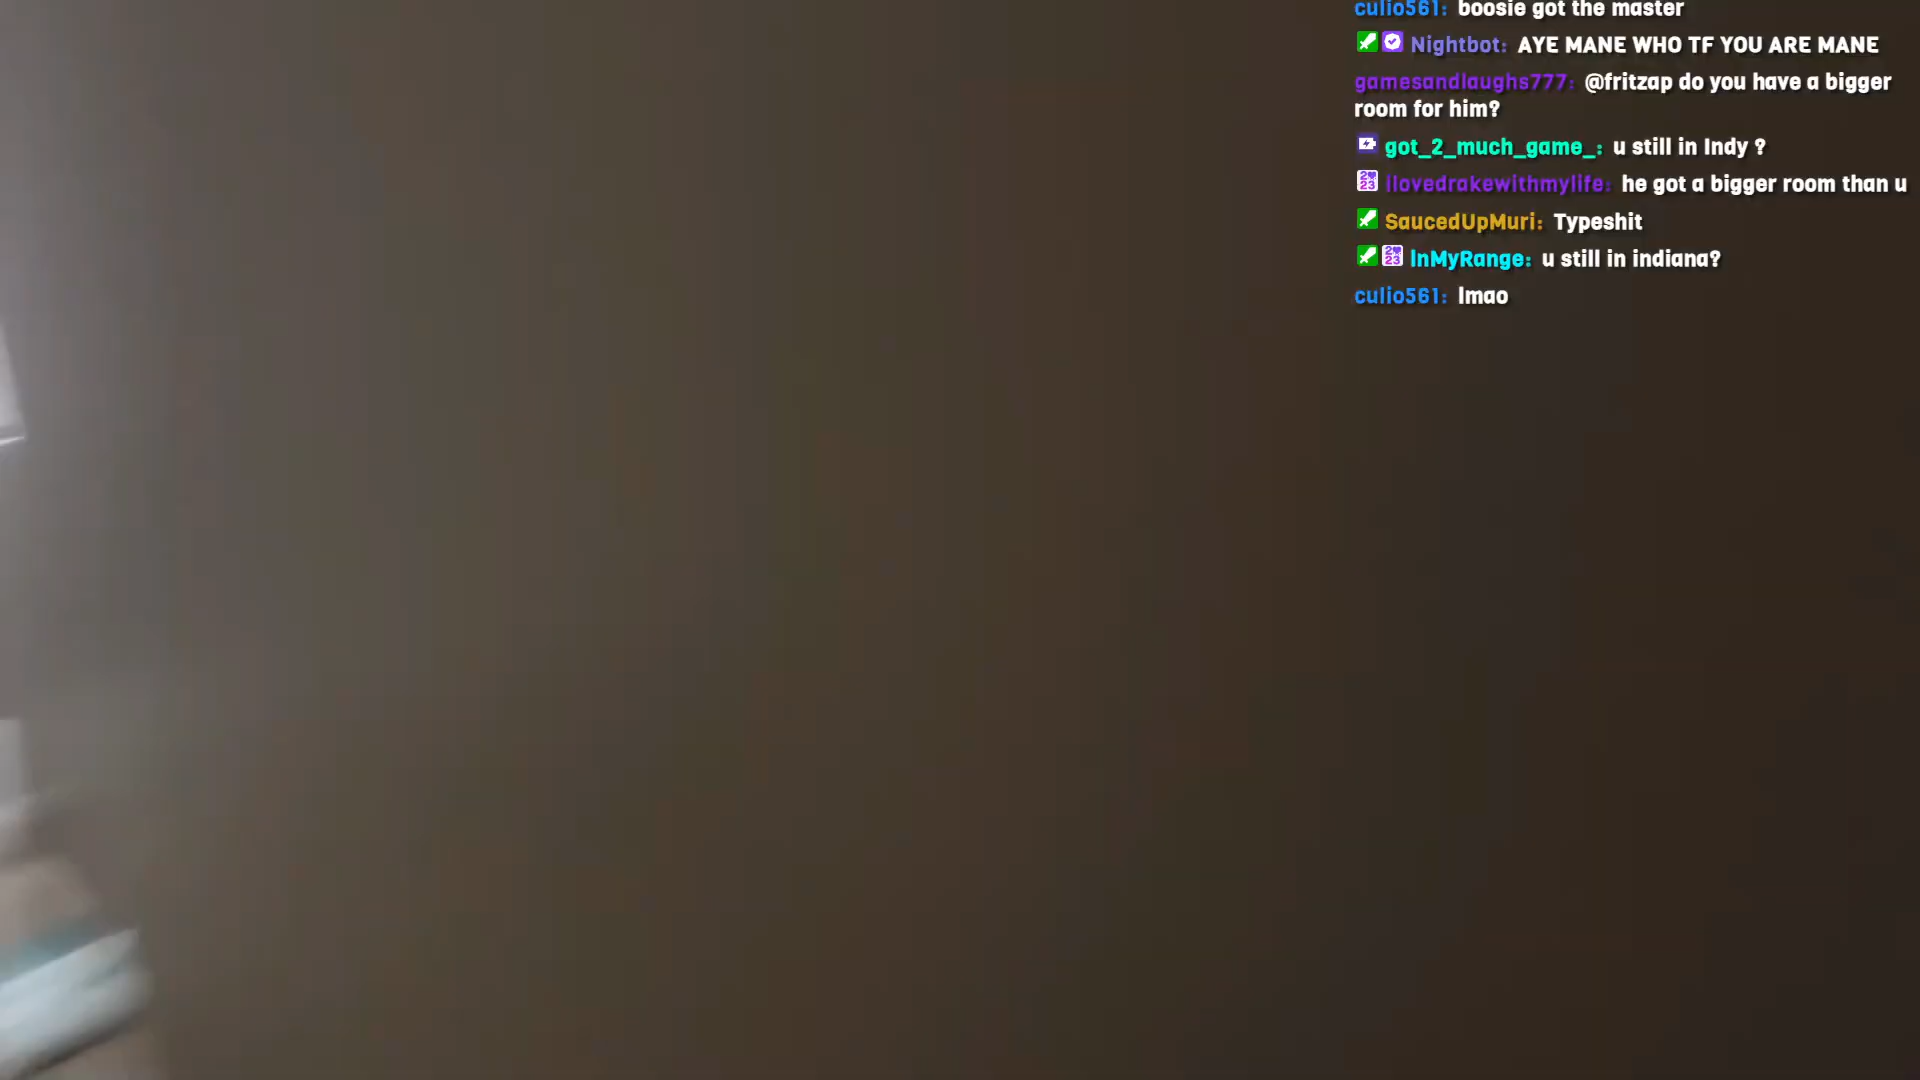 culio561: boosie got the master
Nightbot: AYE MANE WHO TF YOU ARE MANE
gamesandlaughs777: @fritzap do you have a bigger
room for him?
got_2_much_game_: u still in Indy ?
Ilovedrakewithmylife: he got a bigger room than u
SaucedUpMuri: Typeshit
InMyRange: u still in indiana?
culio561: lmao